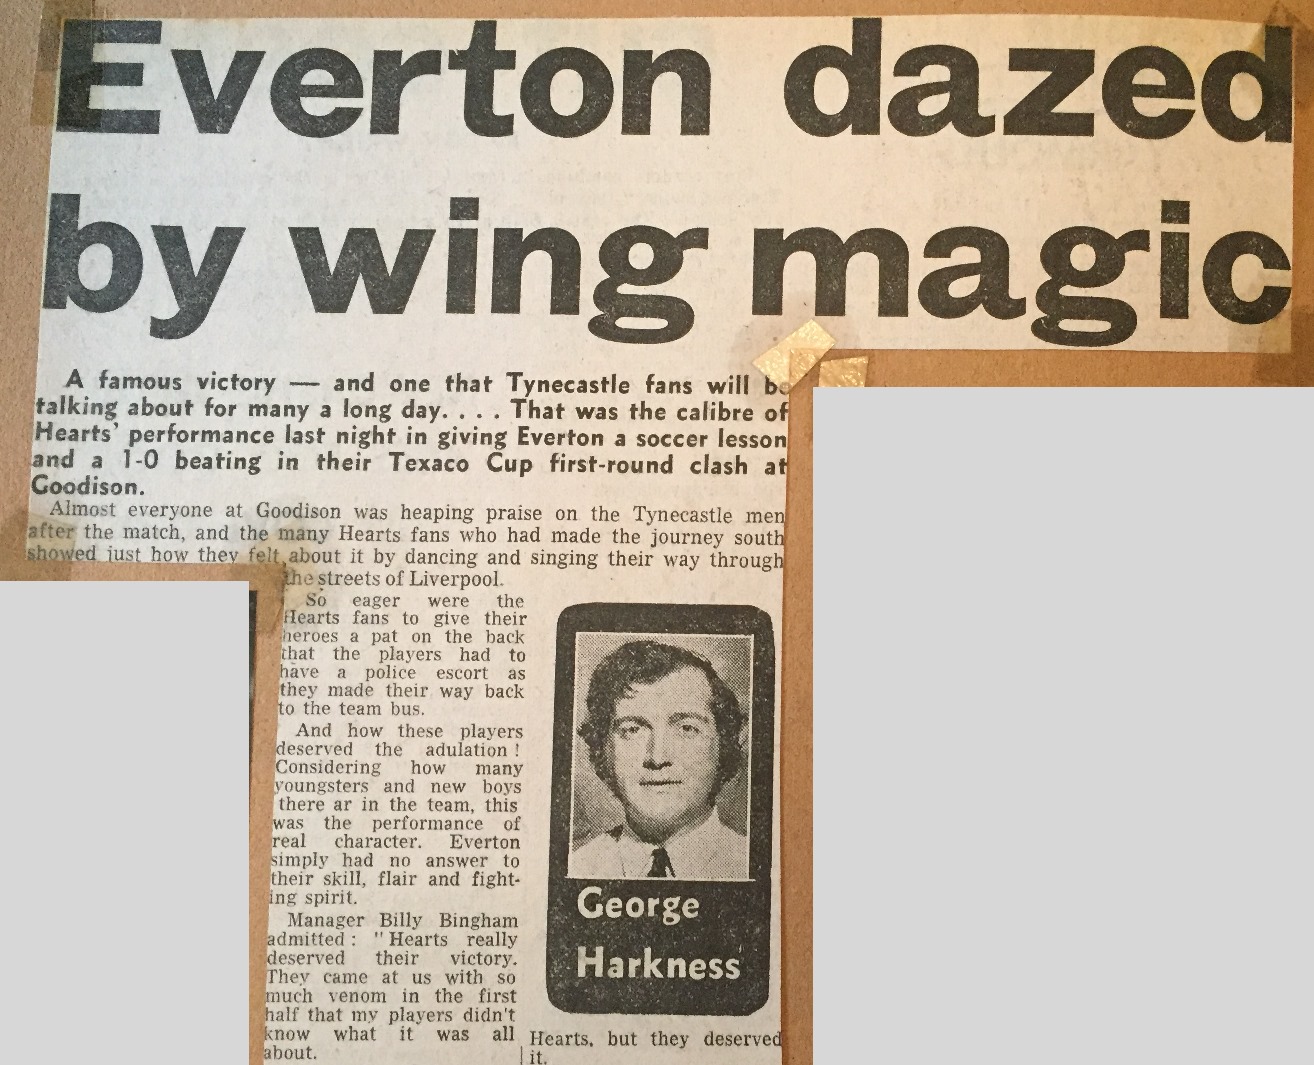 Everton dazed
by wing magic
A famous victory — and one that Tynecastle fans will be
talking about for many a long day. . . . That was the calibre of
Hearts' performance last night in giving Everton a soccer lesson
and a 1-0 beating in their Texaco Cup first-round clash at
Goodison.
Almost everyone at Goodison was heaping praise on the Tynecastle men
after the match, and the many Hearts fans who had made the journey south
showed just how they felt about it by dancing and singing their way through
the streets of Liverpool.
So eager were the
Hearts fans to give their
heroes a pat on the back
that the players had to
have a police escort as
they made their way back
to the team bus.
And how these players
deserved the adulation !
Considering how many
youngsters and new boys
there ar in the team, this
was the performance of
real character. Everton
simply had no answer to
their skill, flair and fight-
ing spirit.
Manager Billy Bingham
admitted : "Hearts really
deserved their victory.
They came at us with so
much venom in the first
half that my players didn't
know what it was all
about.
George
Harkness
Hearts, but they deserved
it.